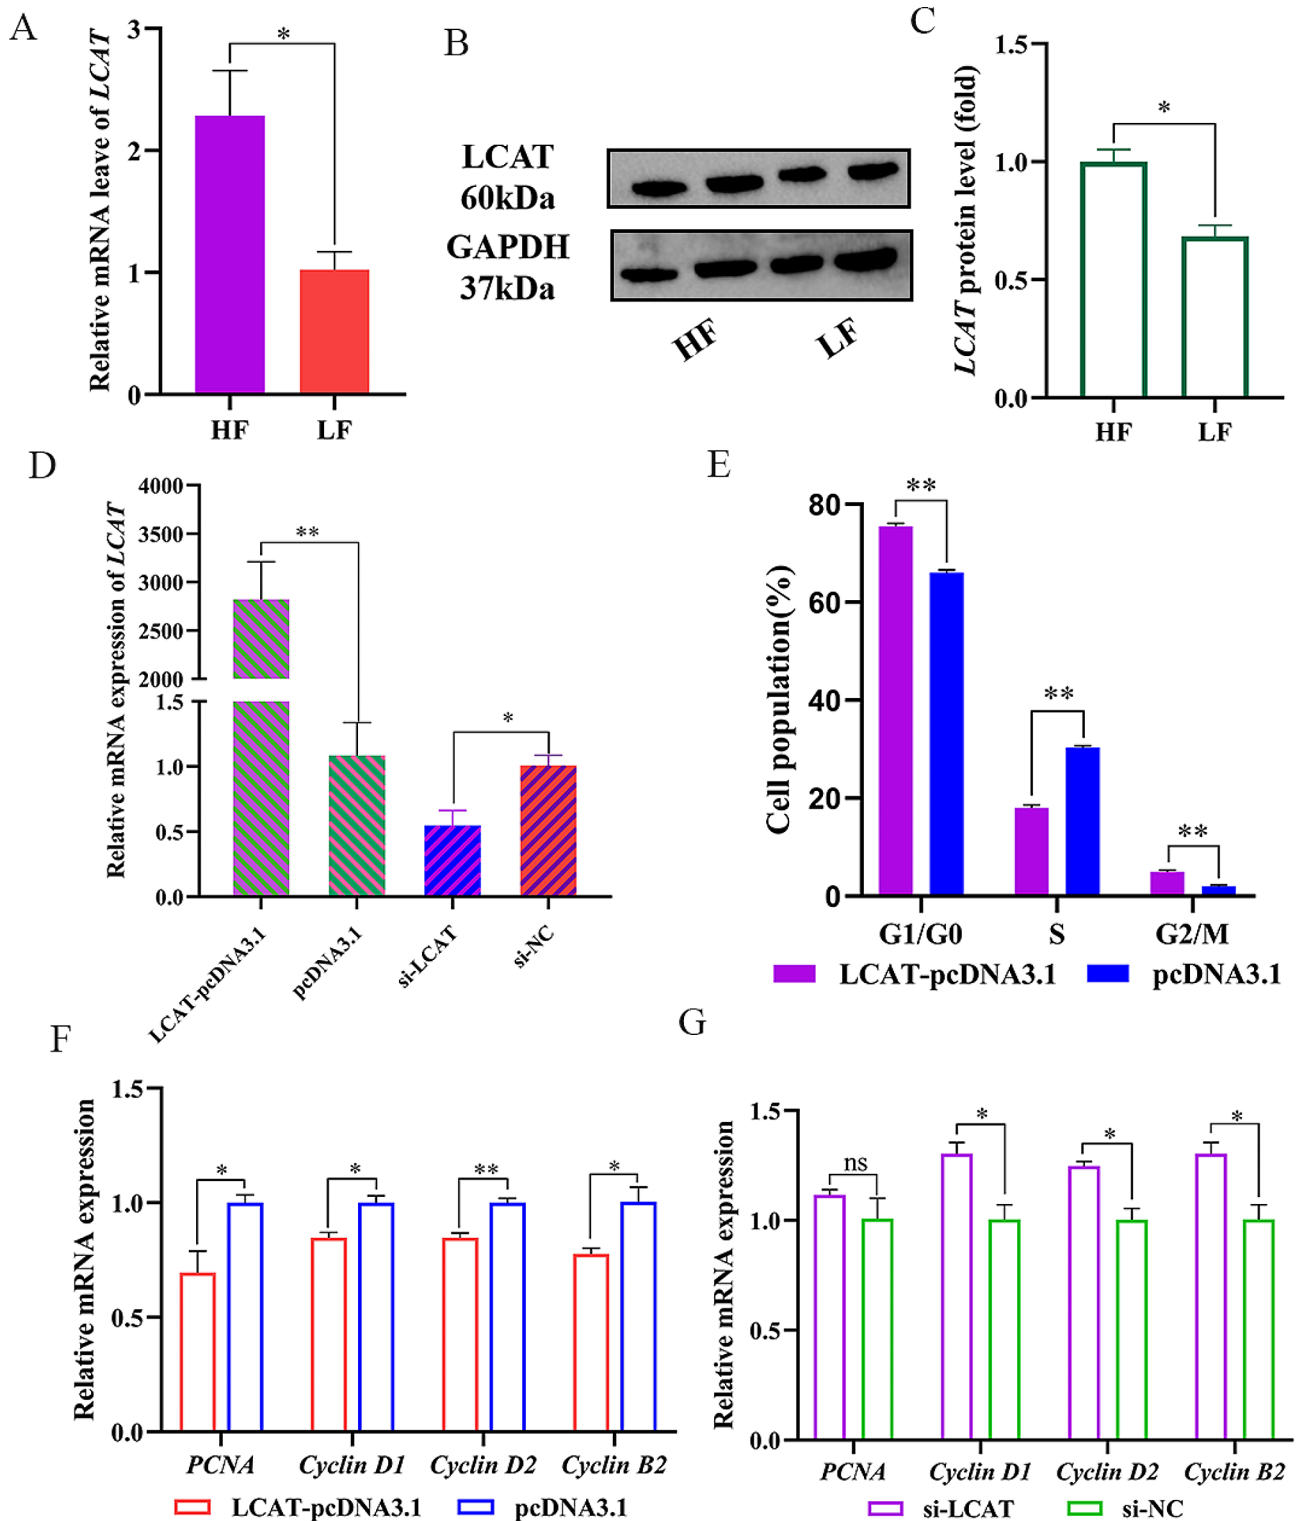 A
Relative mRNA leave of LCAT
3
2
1
0
*
HF
LF
B
LCAT
60kDa
GAPDH
37kDa
HF
LF
C
LCAT protein level (fold)
1.5
1.0
0.5
0.0
*
HF
LF
D
Relative mRNA expression of LCAT
4000
3500
3000
2500
2000
1.5
1.0
0.5
0.0
**
*
LCAT-pcDNA3.1
pcDNA3.1
si-LCAT
si-NC
E
Cell population(%)
80
60
40
20
0
**
**
**
G1/G0
S
G2/M
LCAT-pcDNA3.1
pcDNA3.1
F
Relative mRNA expression
1.5
1.0
0.5
0.0
*
*
**
*
PCNA
Cyclin D1
Cyclin D2
Cyclin B2
LCAT-pcDNA3.1
pcDNA3.1
G
Relative mRNA expression
1.5
1.0
0.5
0.0
ns
*
*
*
PCNA
Cyclin D1
Cyclin D2
Cyclin B2
si-LCAT
si-NC